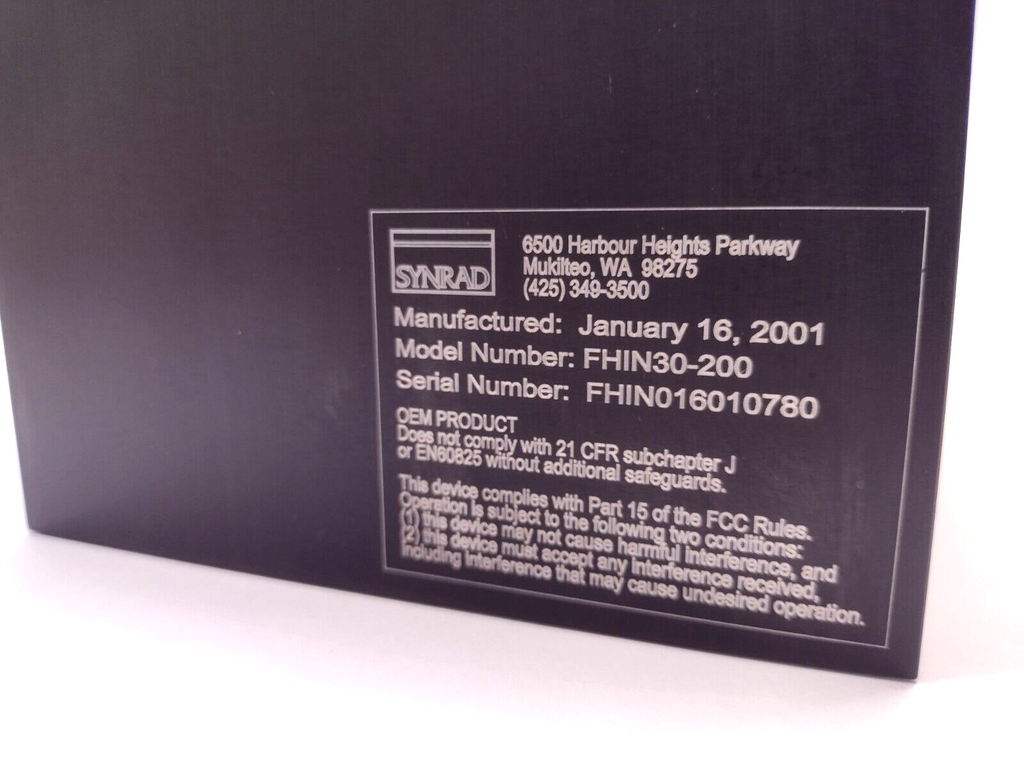 SYNRAD
6500 Harbour Heights Parkway
Mukilteo, WA 98275
(425) 349-3500
Manufactured: January 16, 2001
Model Number: FHIN30-200
Serial Number: FHIN016010780
OEM PRODUCT
Does not comply with 21 CFR subchapter J
or EN60825 without additional safeguards.
This device complies with Part 15 of the FCC Rules.
Operation is subject to the following two conditions:
(1) this device may not cause harmful interference, and
(2) this device must accept any interference received,
including interference that may cause undesired operation.